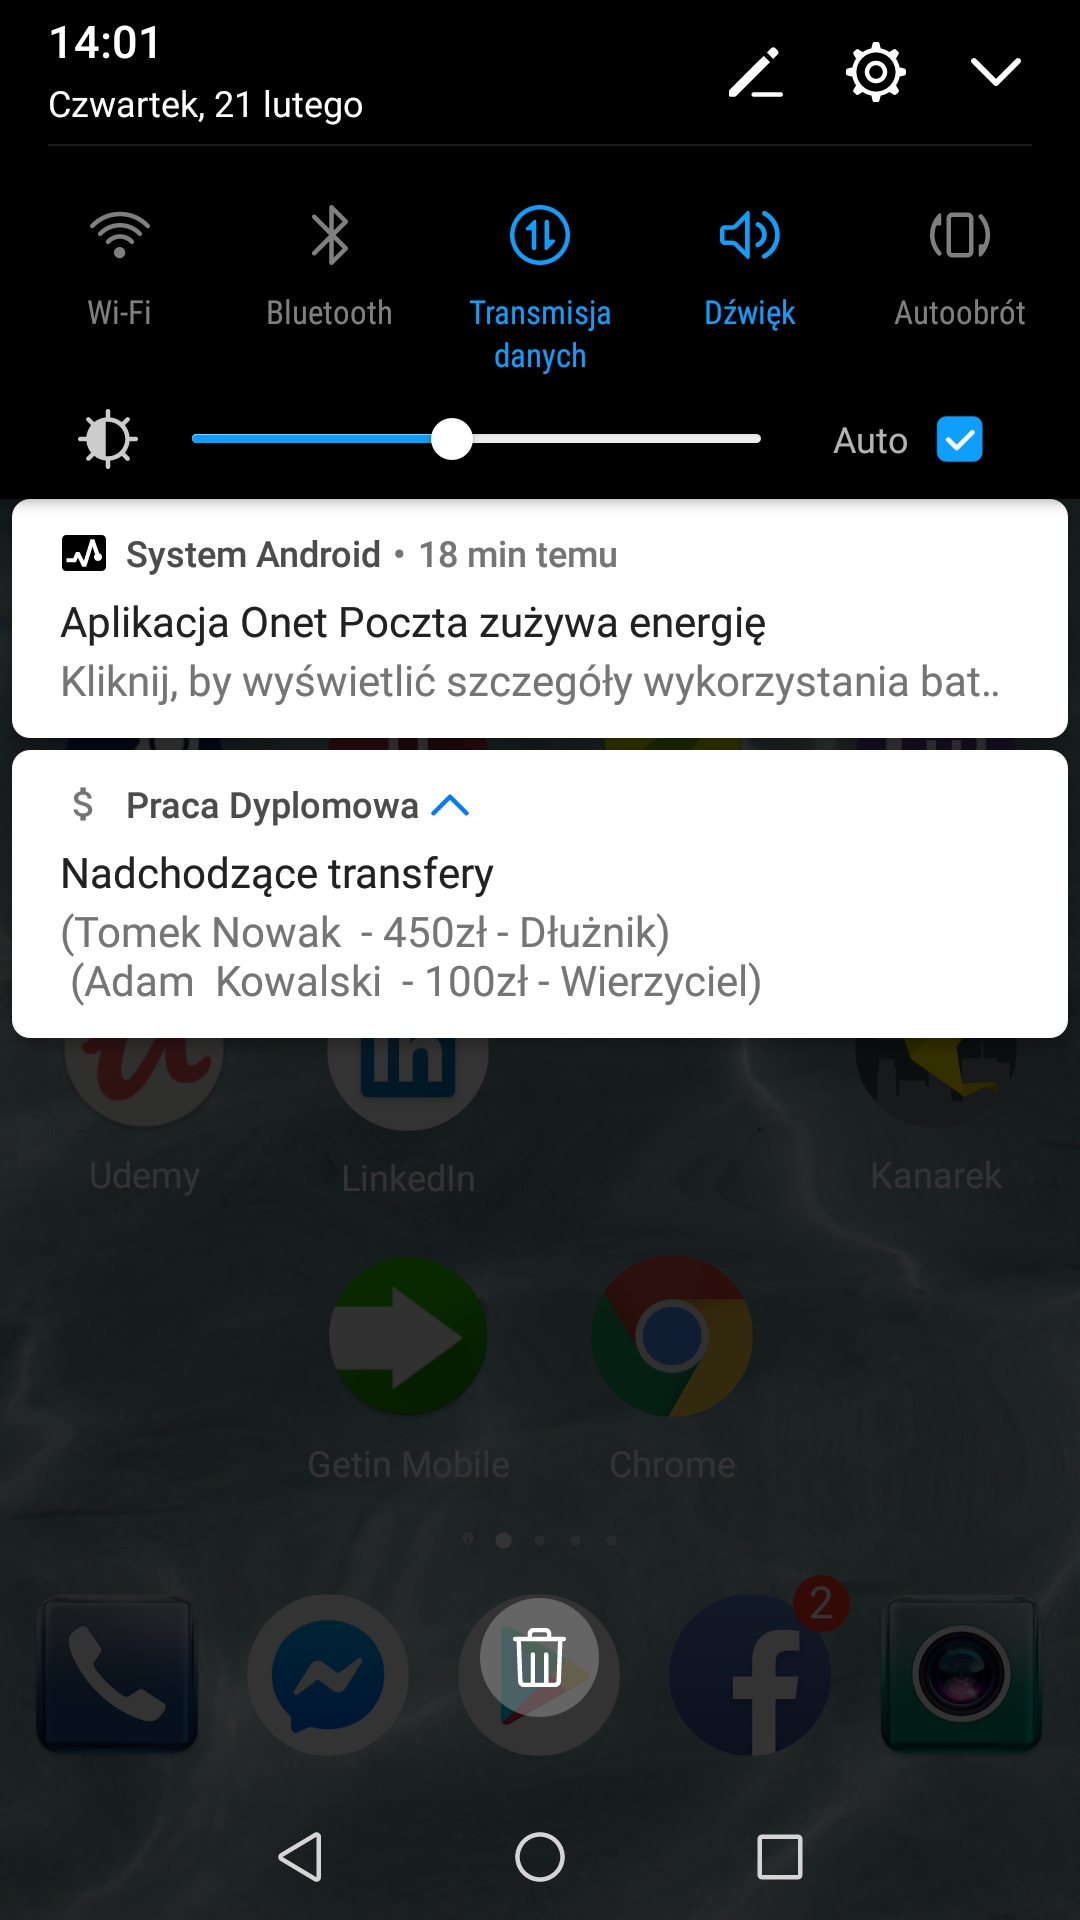 14:01
Czwartek, 21 lutego
Wi-Fi
Bluetooth
Transmisja
danych
Dźwięk
Autoobrót
Auto
System Android • 18 min temu
Aplikacja Onet Poczta zużywa energię
Kliknij, by wyświetlić szczegóły wykorzystania bat..
$ Praca Dyplomowa
Nadchodzące transfery
(Tomek Nowak  - 450zł - Dłużnik)
(Adam  Kowalski  - 100zł - Wierzyciel)
in
Udemy
LinkedIn
Kanarek
Getin Mobile
Chrome
2